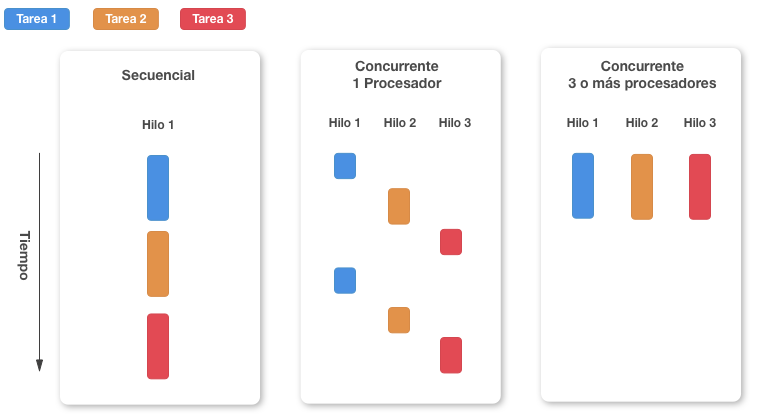 Tarea 1
Tarea 2
Tarea 3
Secuencial
Hilo 1
Concurrente
1 Procesador
Hilo 1
Hilo 2
Hilo 3
Concurrente
3 o más procesadores
Hilo 1
Hilo 2
Hilo 3
Tiempo